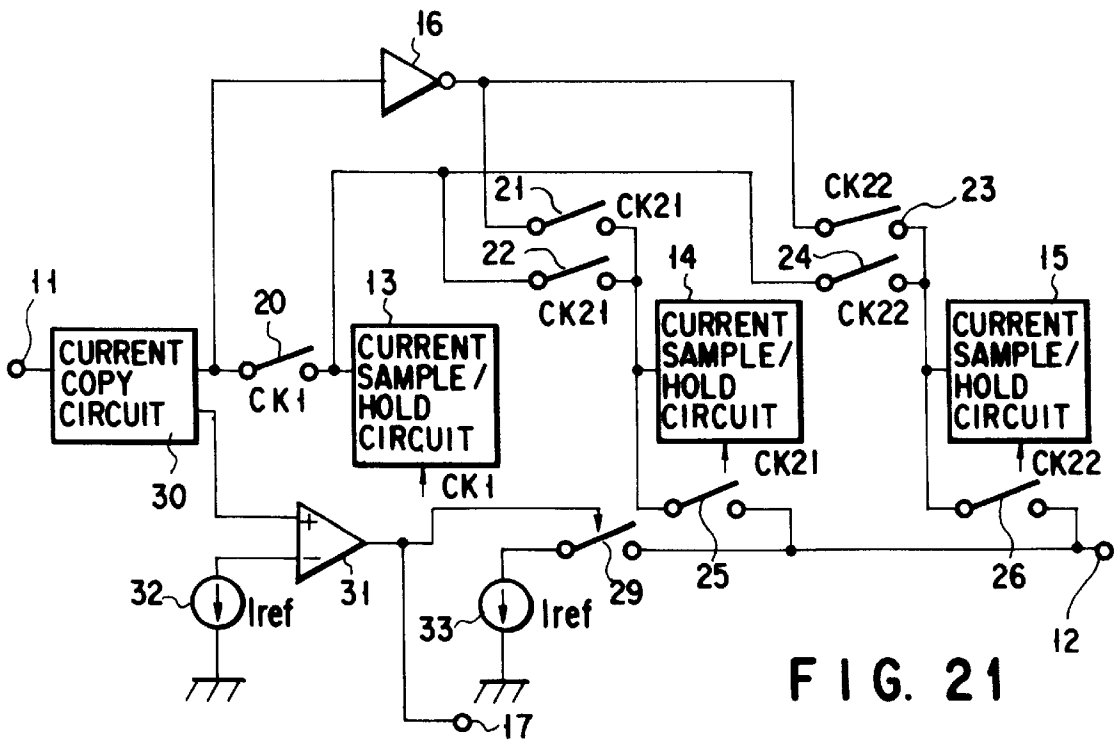 16
21
CK21
CK22
23
22
CK21
14
24
CK22
15
11
20
13
CURRENT
COPY
CIRCUIT
CK1
CURRENT
SAMPLE/
HOLD
CIRCUIT
CURRENT
SAMPLE/
HOLD
CIRCUIT
CURRENT
SAMPLE/
HOLD
CIRCUIT
30
CK1
CK21
CK22
+
−
31
29
25
26
32
Iref
33
Iref
12
17
FIG. 21